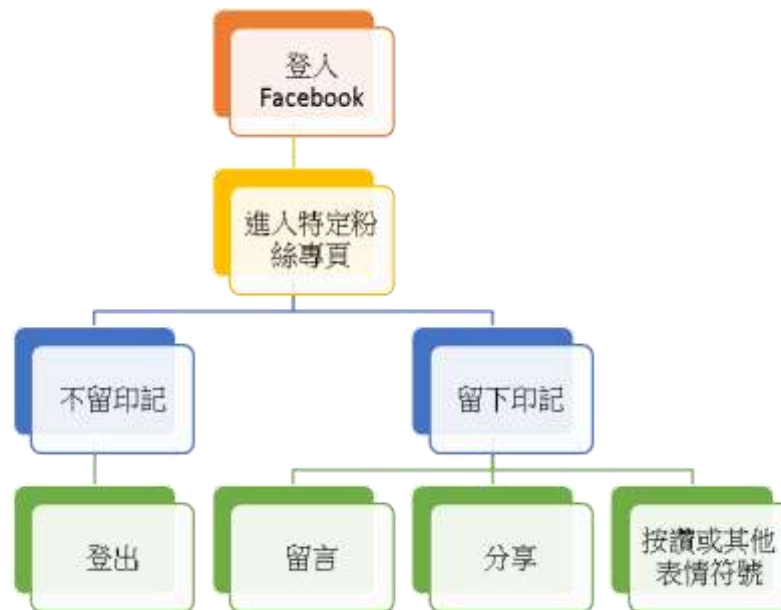 登入
Facebook
進入特定粉
絲專頁
不留印記
留下印記
登出
留言
分享
按讚或其他
表情符號